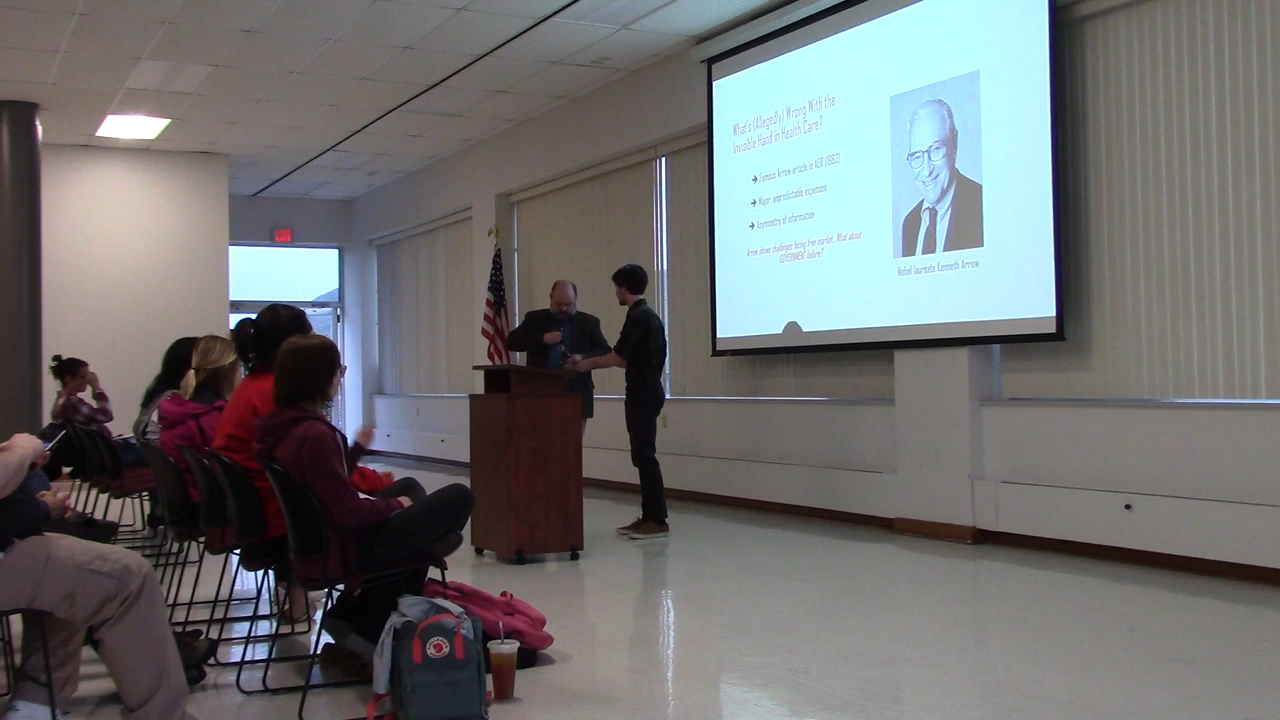 What's (Allegedly) Wrong With the
Invisible Hand in Health Care?
➔ Famous Arrow article in AER (1963)
➔ Major, unpredictable expenses
➔ Asymmetry of information
Arrow shows challenges facing free market. What about
GOVERNMENT failure?
Nobel laureate Kenneth Arrow
EXIT